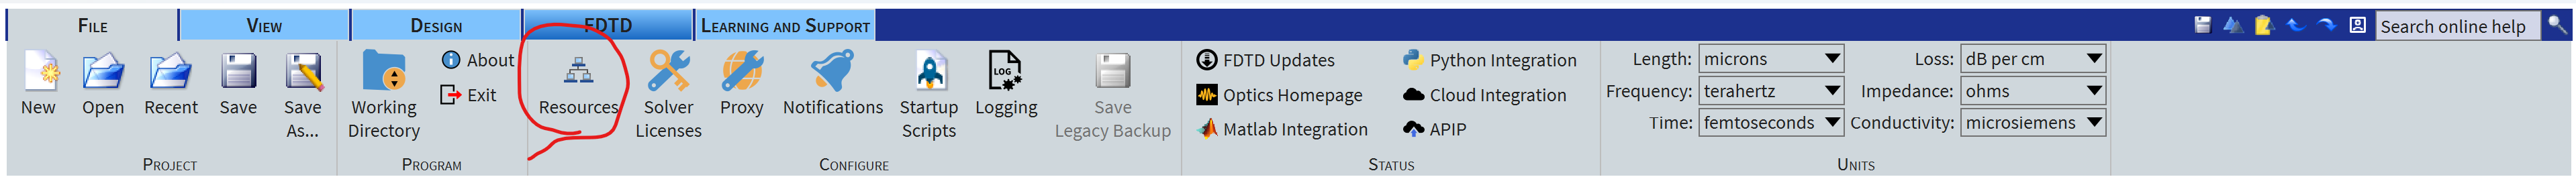 FILE
VIEW
DESIGN
FDTD
LEARNING AND SUPPORT
Search online help
New
Open
Recent
Save
Save
As...
PROJECT
Working
Directory
About
Exit
PROGRAM
Resources
Solver
Licenses
Proxy
Notifications
Startup
Scripts
LOG
Logging
Save
Legacy Backup
CONFIGURE
FDTD Updates
Optics Homepage
Matlab Integration
Python Integration
Cloud Integration
APIP
STATUS
Length: microns
Frequency: terahertz
Time: femtoseconds
Loss: dB per cm
Impedance: ohms
Conductivity: microsiemens
UNITS